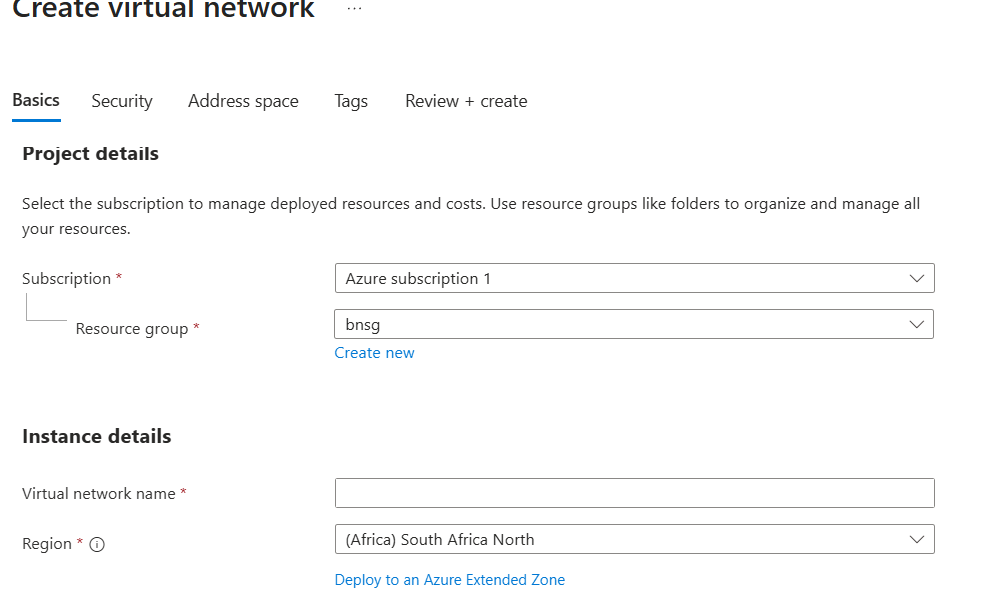 Create virtual network ...
Basics Security Address space Tags Review + create
Project details
Select the subscription to manage deployed resources and costs. Use resource groups like folders to organize and manage all
your resources.
Subscription * Azure subscription 1
Resource group * bnsg
Create new
Instance details
Virtual network name *
Region * (Africa) South Africa North
Deploy to an Azure Extended Zone